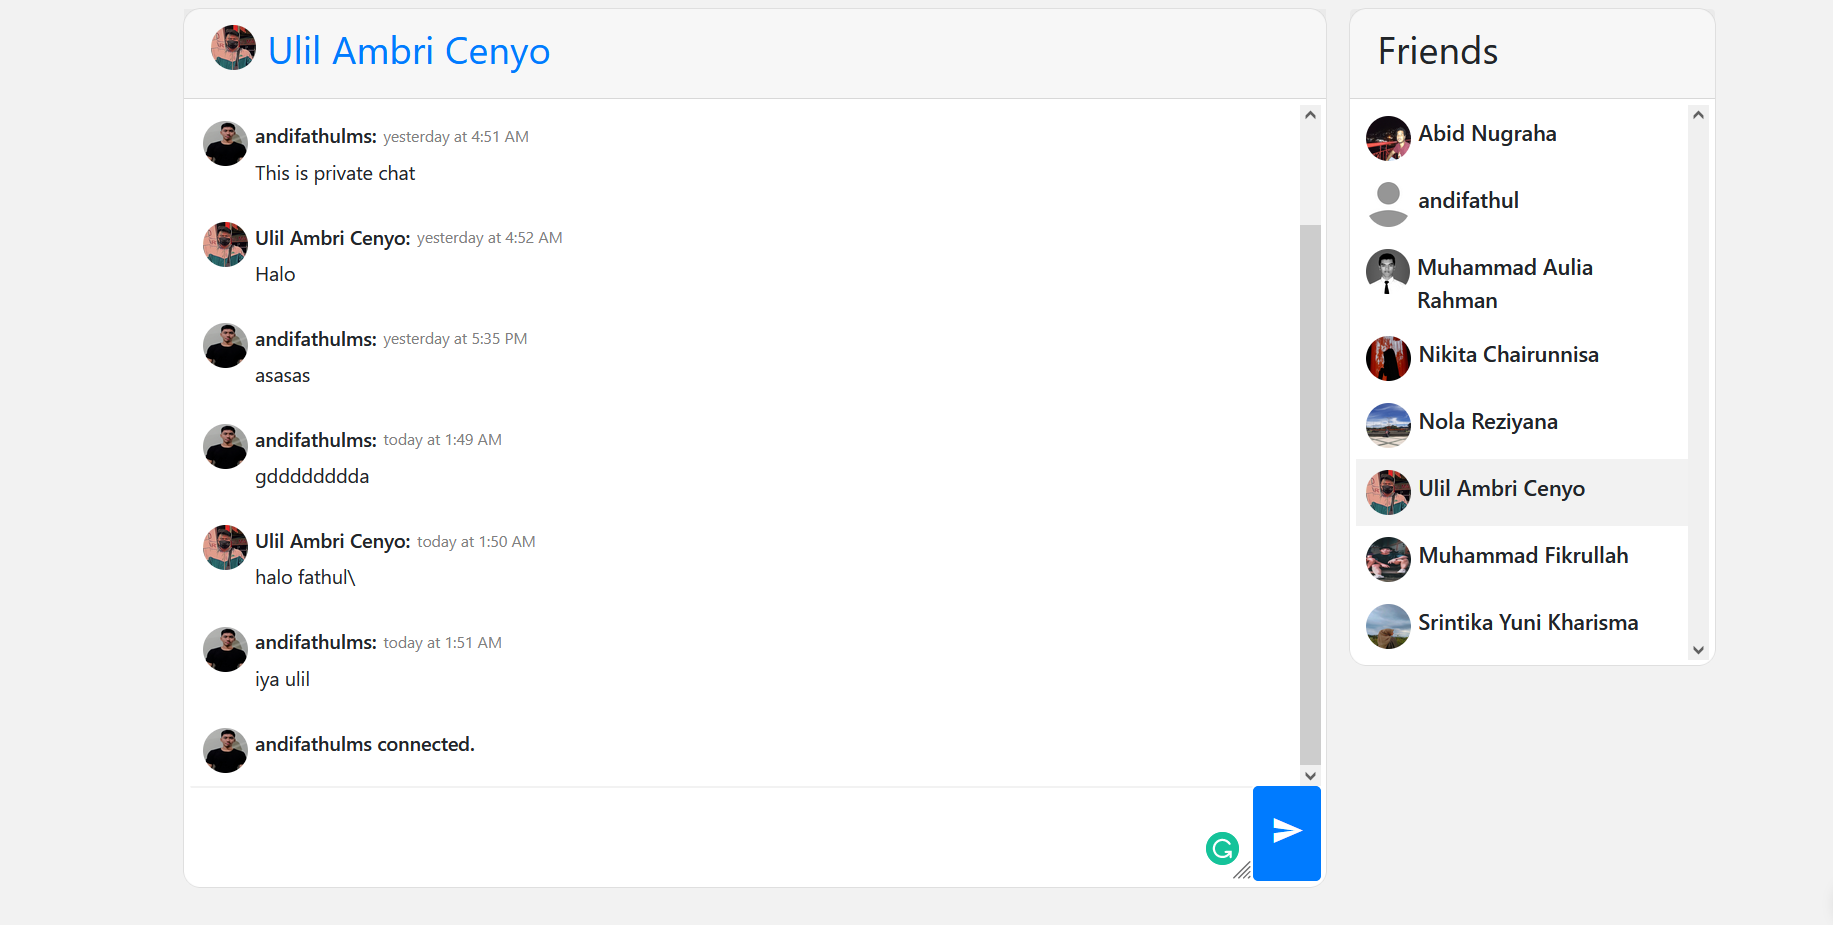 Ulil Ambri Cenyo
andifathulms: yesterday at 4:51 AM
This is private chat
Ulil Ambri Cenyo: yesterday at 4:52 AM
Halo
andifathulms: yesterday at 5:35 PM
asasas
andifathulms: today at 1:49 AM
gddddddddda
Ulil Ambri Cenyo: today at 1:50 AM
halo fathul\
andifathulms: today at 1:51 AM
iya ulil
andifathulms connected.
Friends
Abid Nugraha
andifathul
Muhammad Aulia
Rahman
Nikita Chairunnisa
Nola Reziyana
Ulil Ambri Cenyo
Muhammad Fikrullah
Srintika Yuni Kharisma